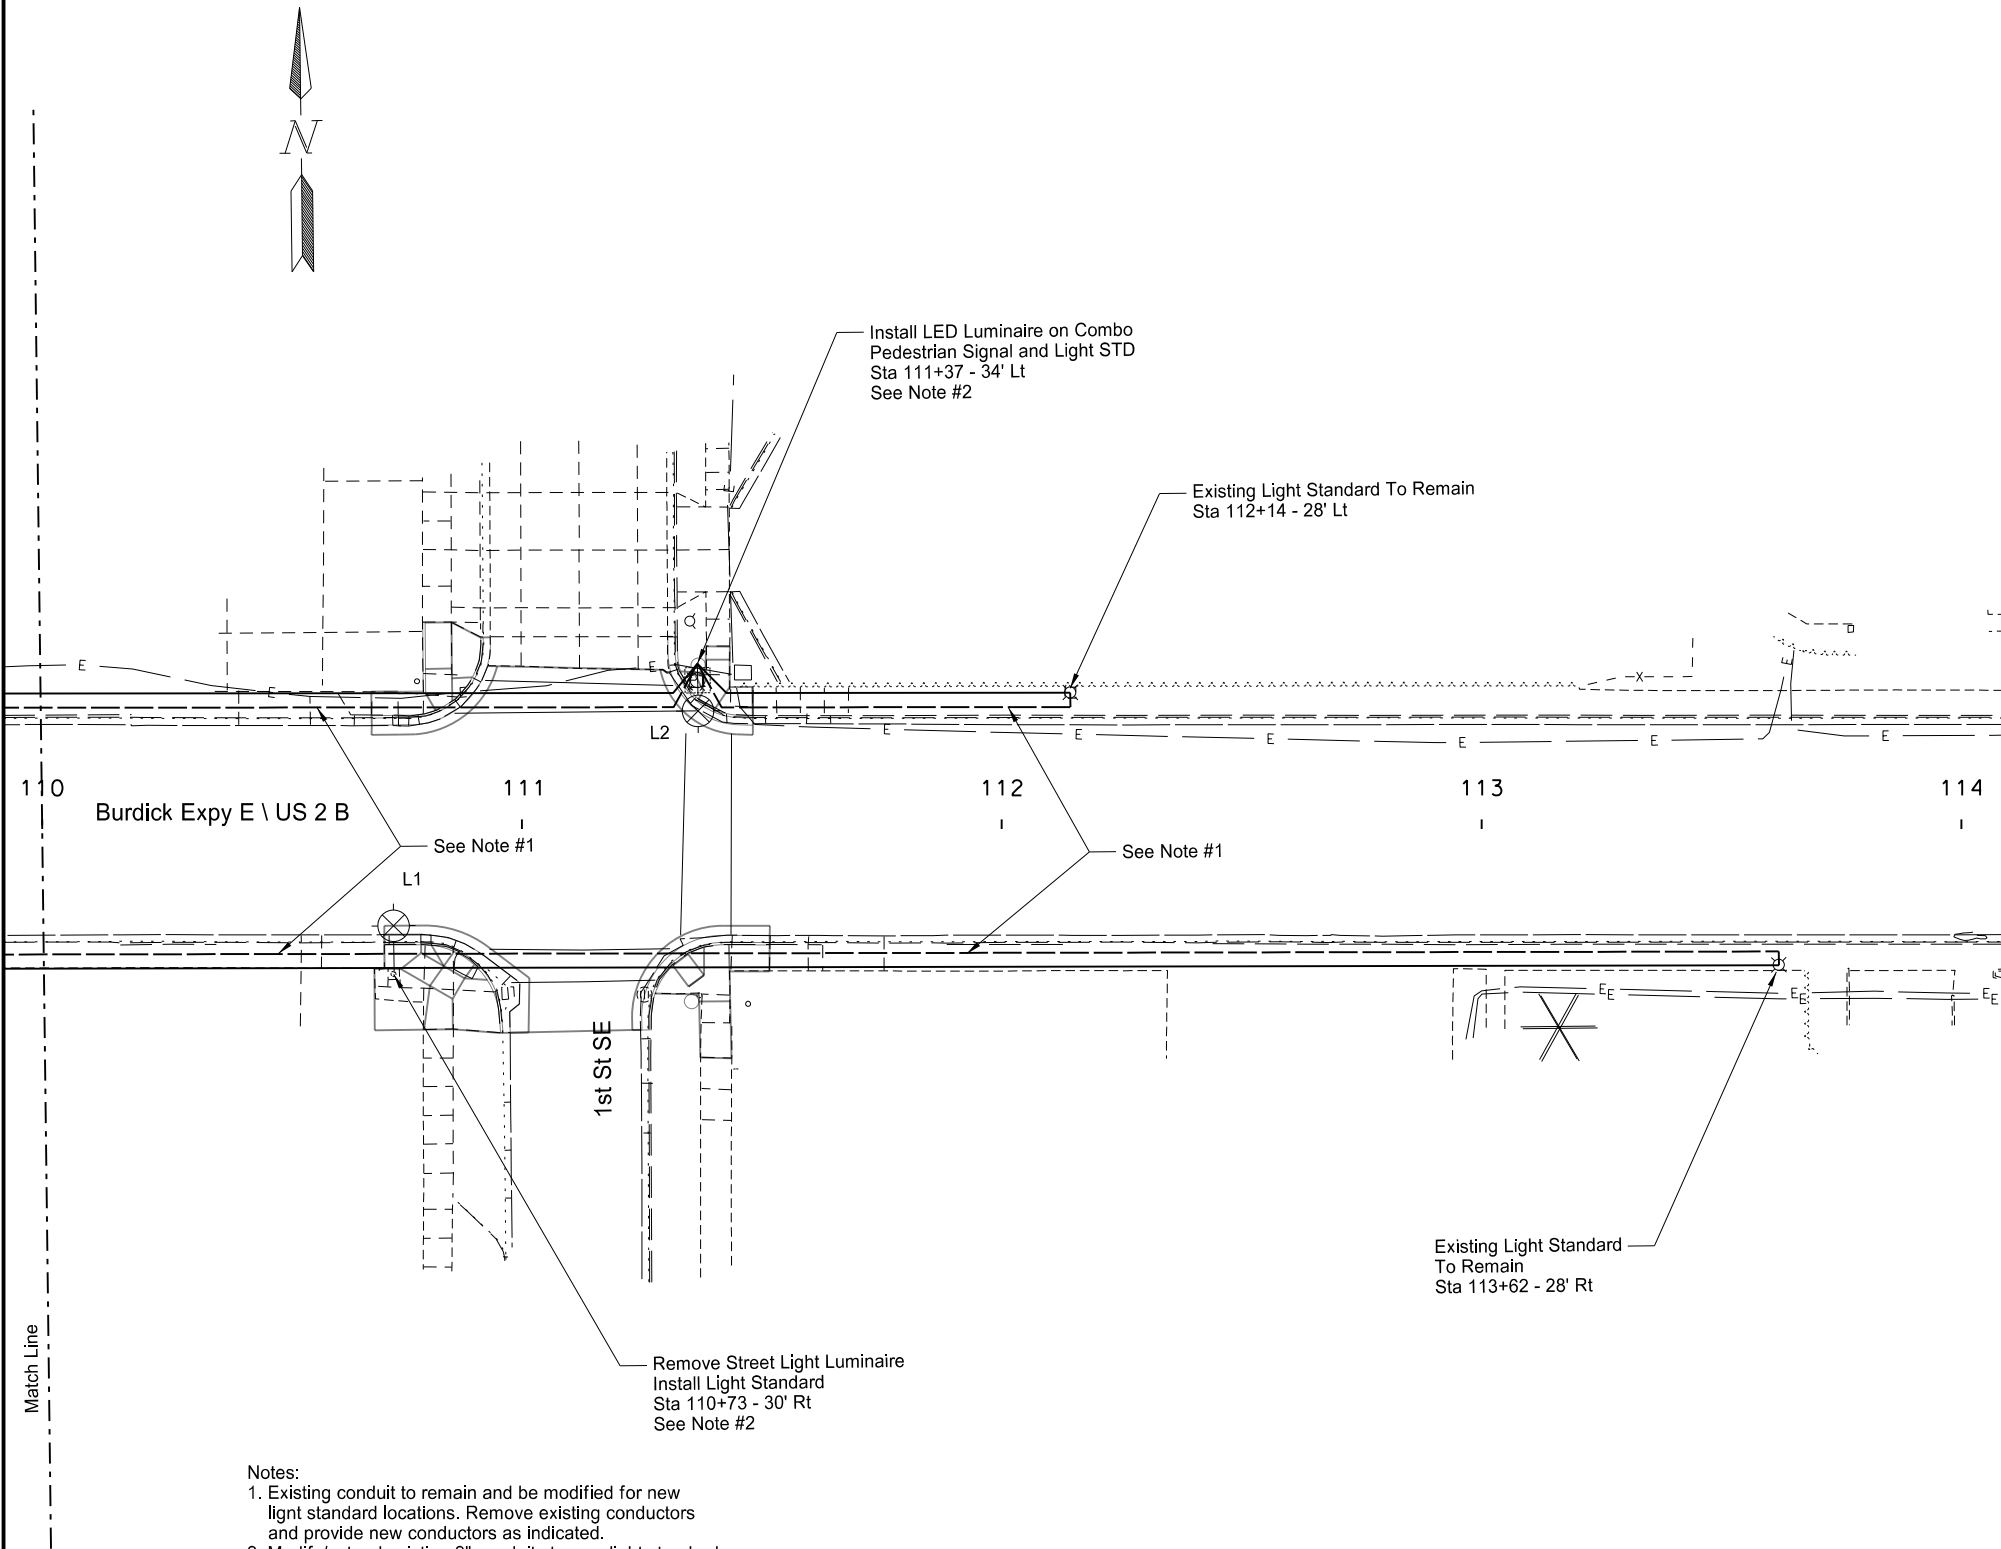 N
Install LED Luminaire on Combo
Pedestrian Signal and Light STD
Sta 111+37 - 34' Lt
See Note #2
Existing Light Standard To Remain
Sta 112+14 - 28' Lt
E
E
E
E
X
E
L2
E
E
E
E
E
E
110
111
112
113
114
Burdick Expy E \ US 2 B
See Note #1
See Note #1
L1
E
E
E
E
E
E
1st St SE
Existing Light Standard
To Remain
Sta 113+62 - 28' Rt
Match Line
Remove Street Light Luminaire
Install Light Standard
Sta 110+73 - 30' Rt
See Note #2
Notes:
1. Existing conduit to remain and be modified for new
light standard locations. Remove existing conductors
and provide new conductors as indicated.